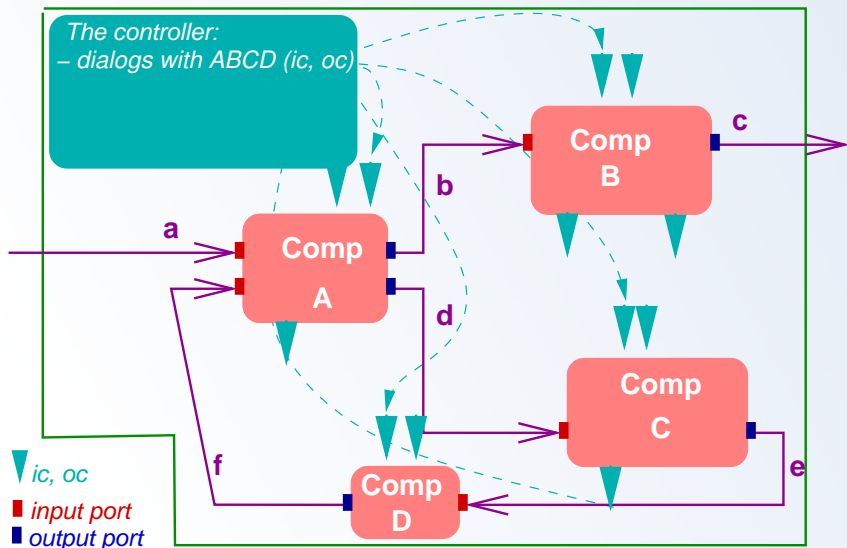 The controller:
– dialogs with ABCD (ic, oc)
c
Comp
B
b
a
Comp
A
d
Comp
C
f
e
ic, oc
Comp
D
input port
output port